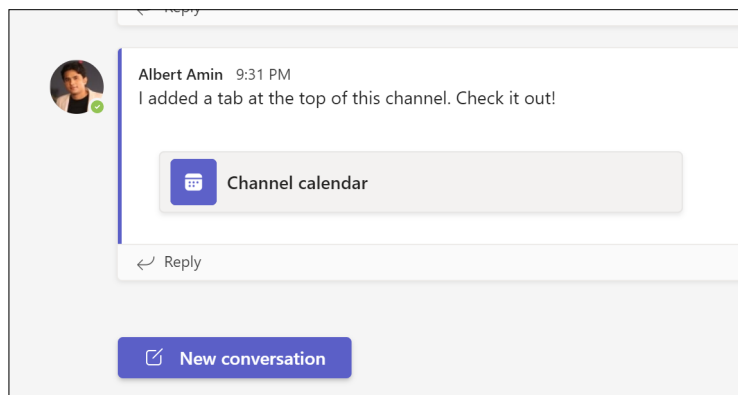 Reply
Albert Amin 9:31 PM
I added a tab at the top of this channel. Check it out!
Channel calendar
Reply
New conversation